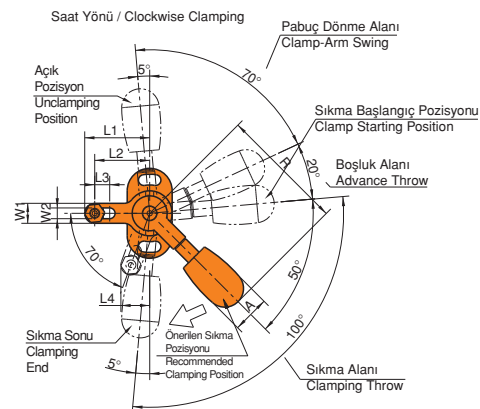 Saat Yönü / Clockwise Clamping
Pabuç Dönme Alanı
Clamp-Arm Swing
5°
70°
Açık
Pozisyon
Unclamping
Position
L1
L2
L3
W1
W2
R
Sıkma Başlangıç Pozisyonu
Clamp Starting Position
20°
Boşluk Alanı
Advance Throw
70°
L4
A
50°
100°
Sıkma Sonu
Clamping
End
5°
Önerilen Sıkma
Pozisyonu
Recommended
Clamping Position
Sıkma Alanı
Clamping Throw